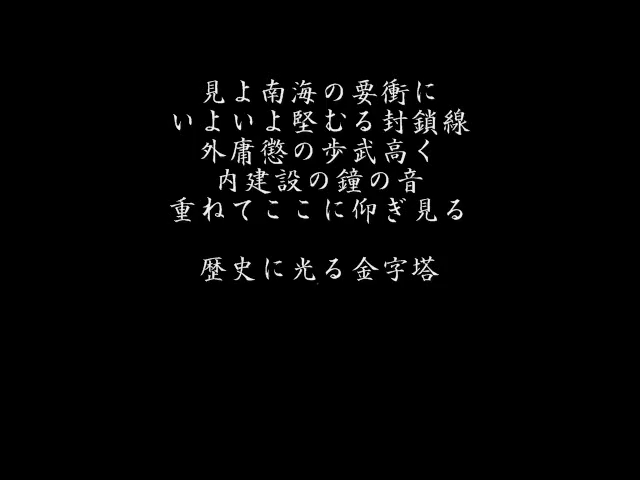 見よ南海の要衝に
いよいよ堅むる封鎖線
外庸懲の歩武高く
内建設の鐘の音
重ねてここに仰ぎ見る
歴史に光る金字塔